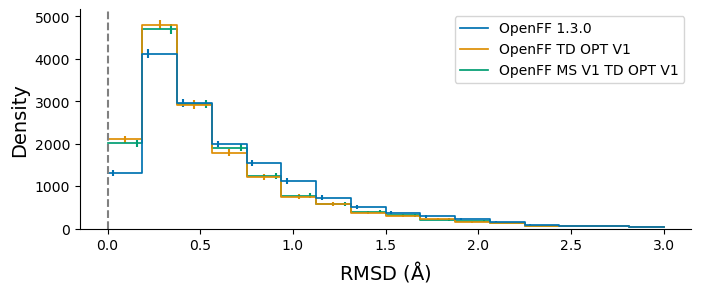 5000
4000
3000
2000
1000
0
Density
0.0 0.5 1.0 1.5 2.0 2.5 3.0
RMSD (Å)
OpenFF 1.3.0
OpenFF TD OPT V1
OpenFF MS V1 TD OPT V1